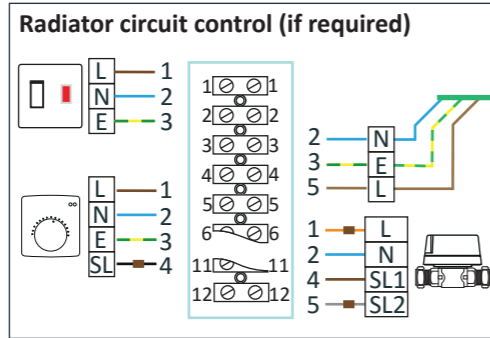 Radiator circuit control (if required)
L 1
N 2
E 3
L 1
N 2
E 3
SL 4
1 1
2 2
3 3
4 4
5 5
6 6
11 11
12 12
2 N
3 E
5 L
1 L
2 N
4 SL1
5 SL2